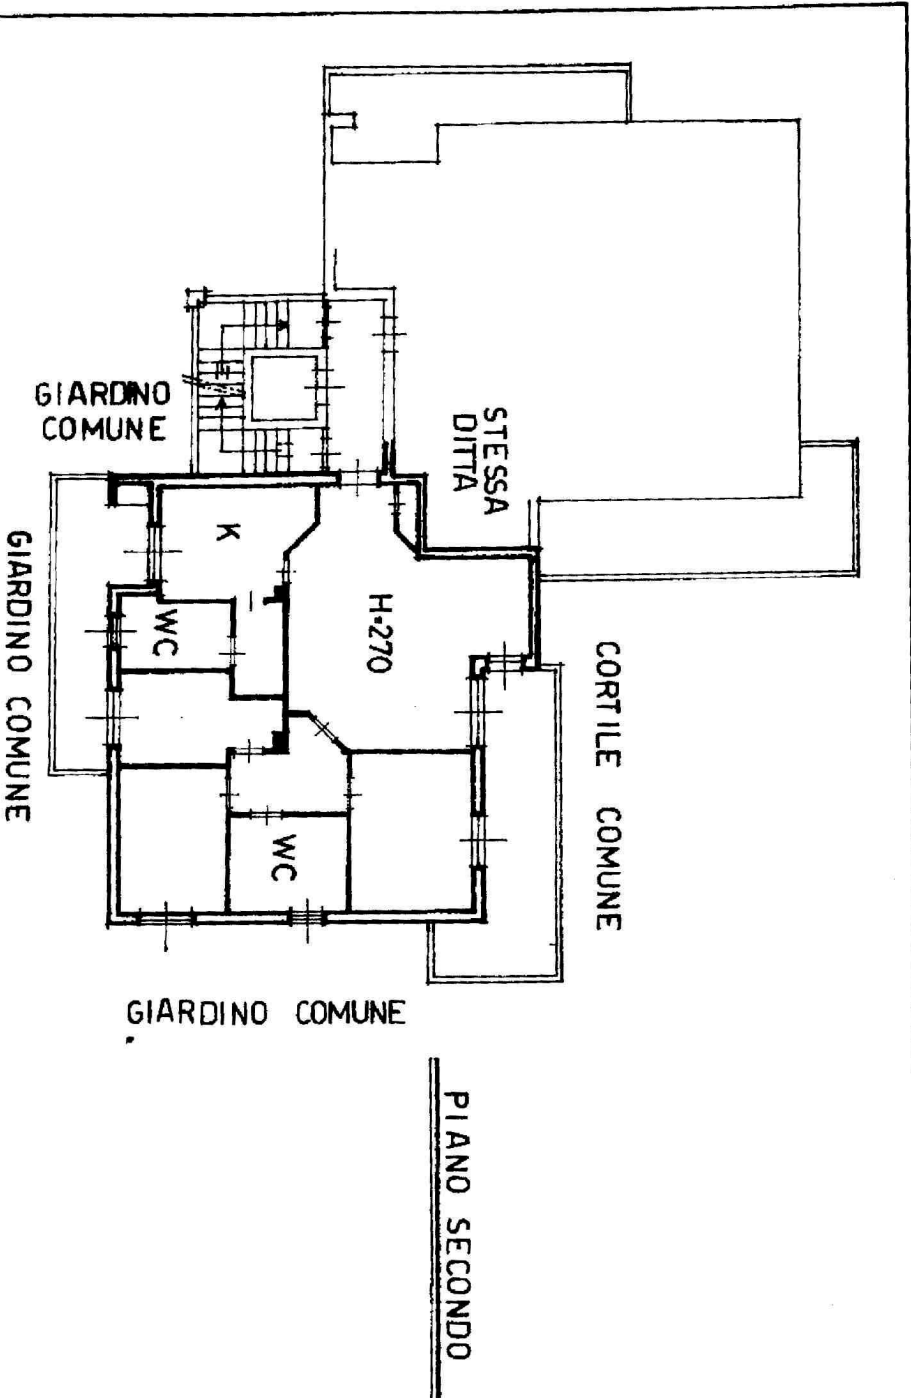 GIARDINO
COMUNE
STESSA
DITTA
K
WC
H=270
WC
GIARDINO COMUNE
CORTILE COMUNE
GIARDINO COMUNE
PIANO SECONDO